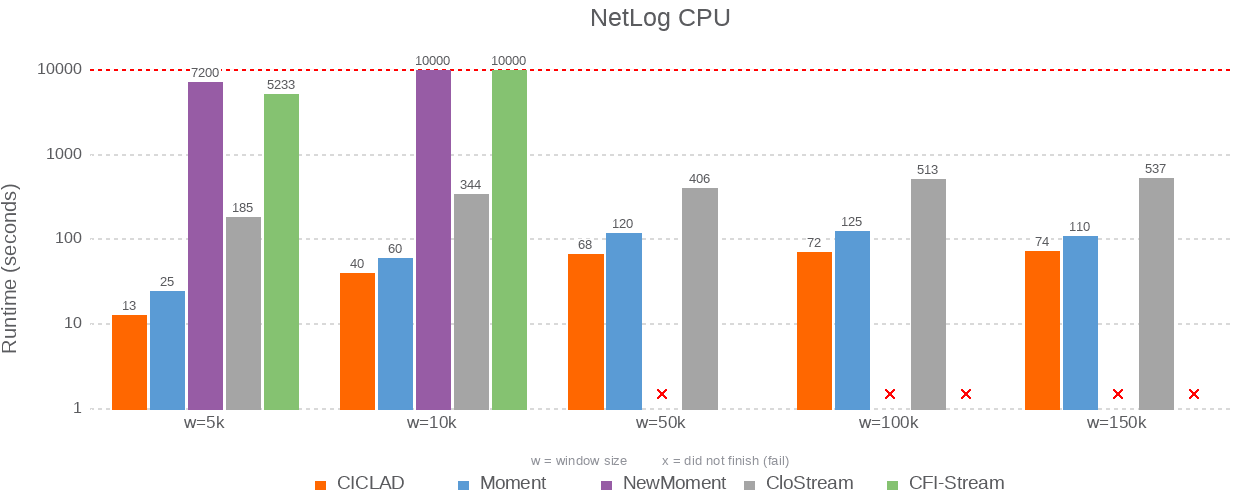 NetLog CPU
Runtime (seconds)
10000
1000
100
10
1
13
25
7200
185
5233
40
60
10000
344
10000
68
120
x
406
72
125
x
513
x
74
110
x
537
x
w=5k
w=10k
w=50k
w=100k
w=150k
w = window size
x = did not finish (fail)
CICLAD
Moment
NewMoment
CloStream
CFI-Stream